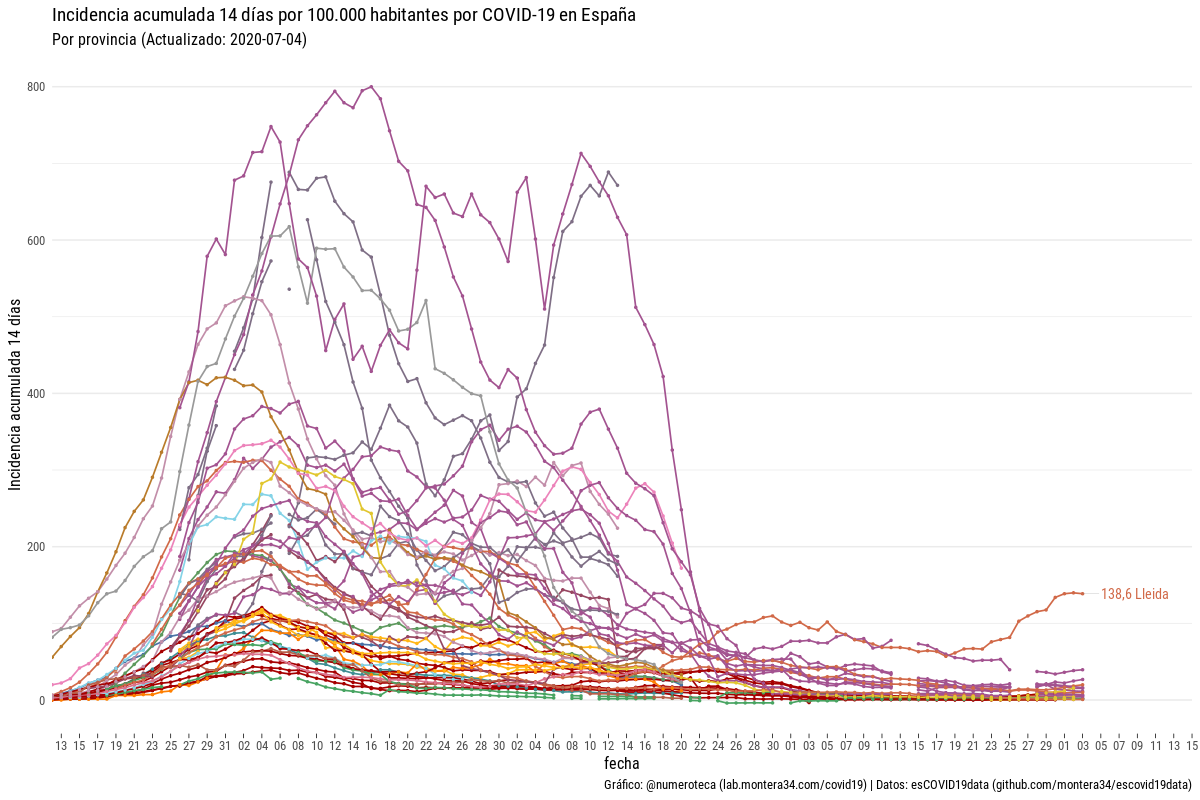 Incidencia acumulada 14 días por 100.000 habitantes por COVID-19 en España
Por provincia (Actualizado: 2020-07-04)
Incidencia acumulada 14 días
800
600
400
200
0
138,6 Lleida
13 15 17 19 21 23 25 27 29 31 02 04 06 08 10 12 14 16 18 20 22 24 26 28 30 02 04 06 08 10 12 14 16 18 20 22 24 26 28 30 01 03 05 07 09 11 13 15 17 19 21 23 25 27 29 01 03 05 07 09 11 13 15
fecha
Gráfico: @numeroteca (lab.montera34.com/covid19) | Datos: esCOVID19data (github.com/montera34/escovid19data)